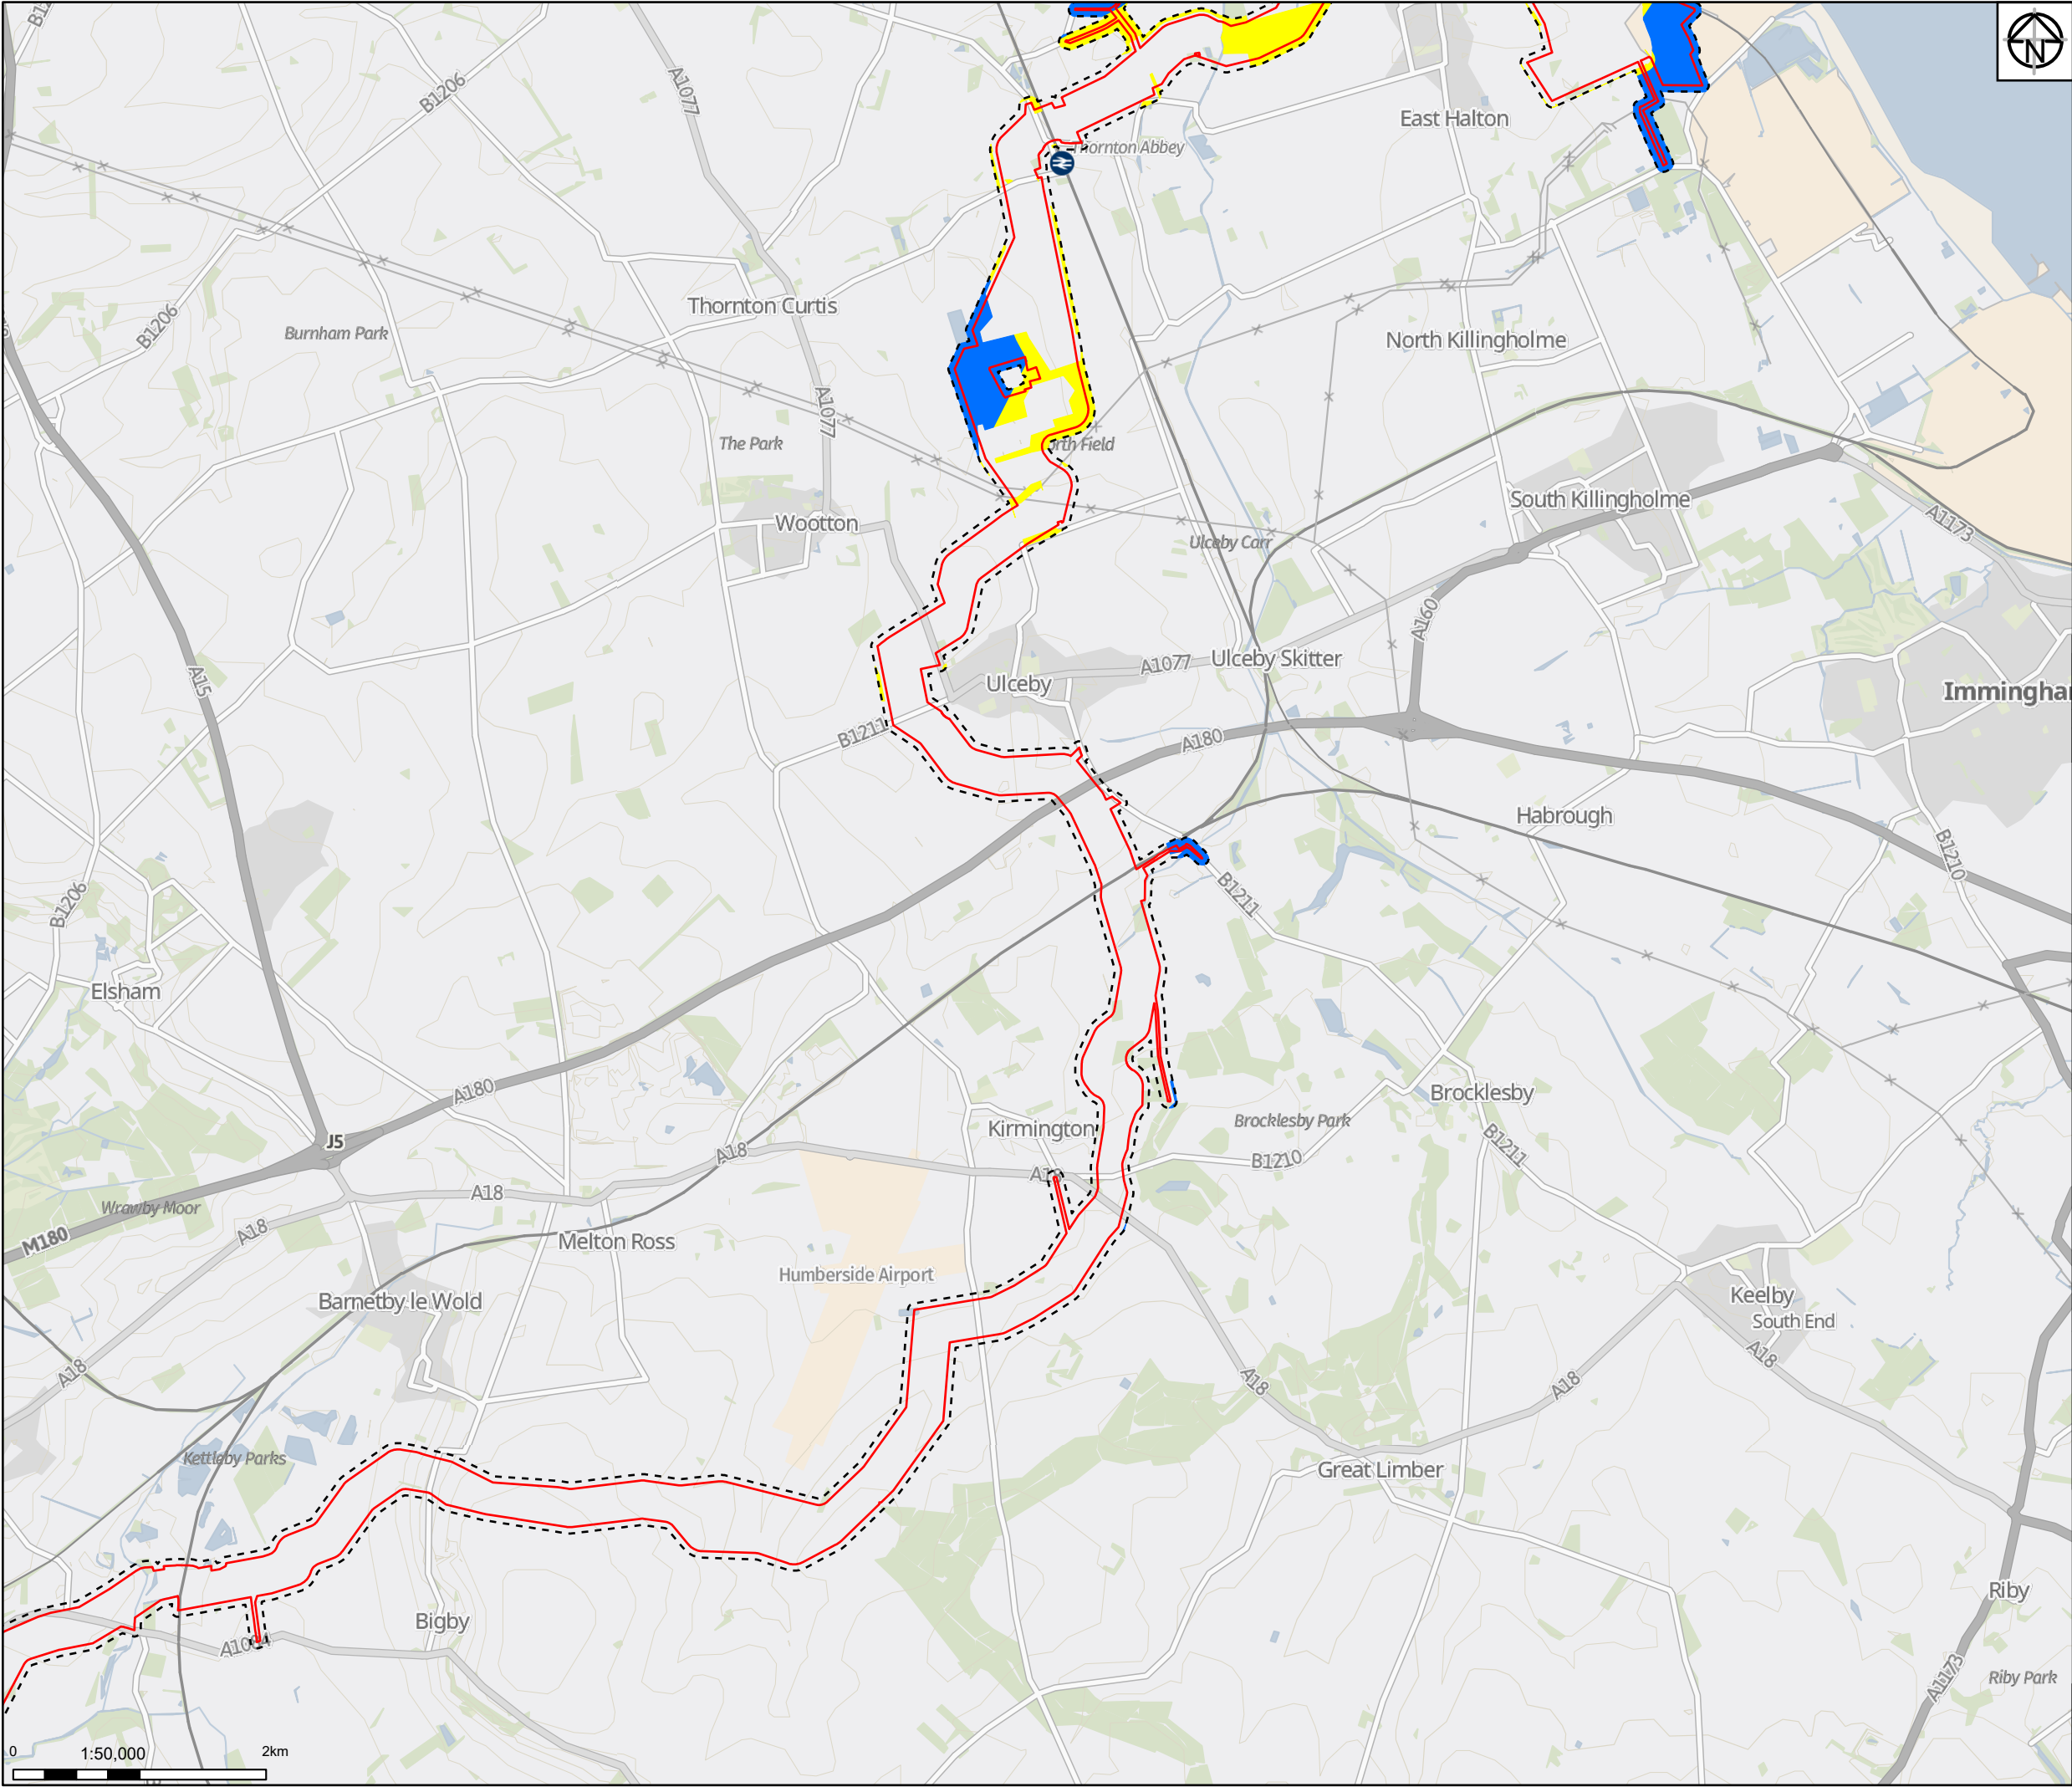 B1206
A1077
East Halton
Thornton Abbey
N
Thornton Curtis
Burnham Park
B1206
North Killingholme
A1077
The Park
orth Field
Wootton
South Killingholme
Ulceby Carr
A1173
A160
A15
Ulceby
A1077
Ulceby Skitter
Immingha
B1211
A180
Habrough
B1210
B1206
B1211
Elsham
A180
Brocklesby
J5
Kirmington
Brocklesby Park
A18
B1210
B1211
A18
Wrawby Moor
A18
M180
Melton Ross
Humberside Airport
Barnetby le Wold
Keelby
South End
A18
A18
A18
A18
Kettleby Parks
Great Limber
Riby
Bigby
A1173
Riby Park
0
1:50,000
2km